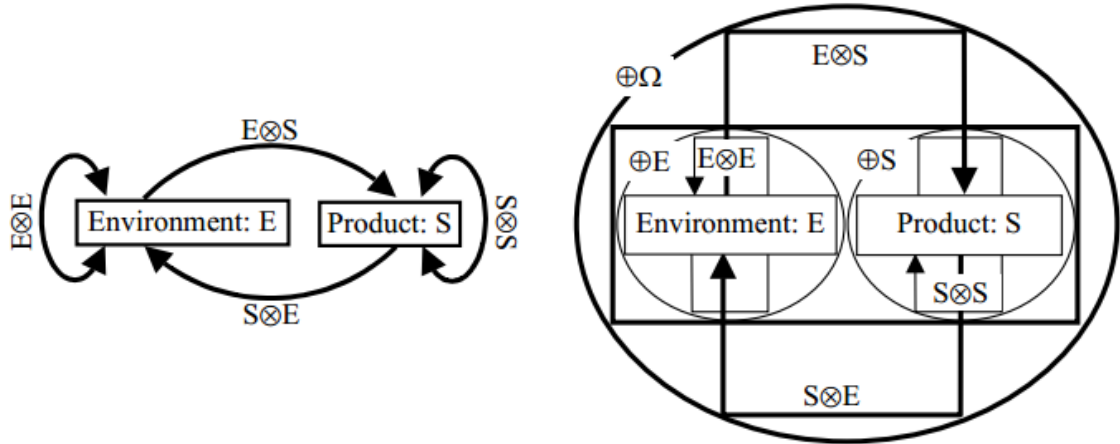 E⊗S
E⊗E
Environment: E
Product: S
S⊗S
S⊗E
E⊗S
⊕Ω
⊕E
E⊗E
⊕S
Environment: E
Product: S
S⊗S
S⊗E